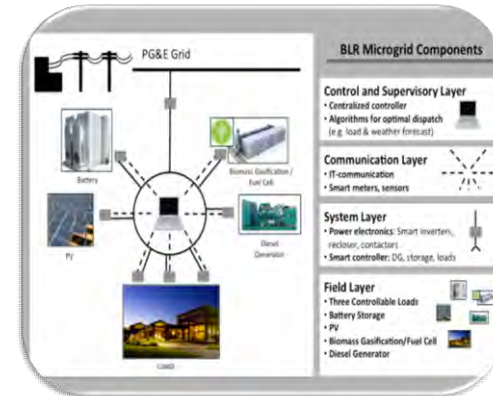 PG&E Grid
Battery
Biomass Gasification /
Fuel Cell
PV
Diesel
Generator
BLR Microgrid Components
Control and Supervisory Layer
• Centralized controller
• Algorithms for optimal dispatch
(e.g. load & weather forecast)
Communication Layer
• IT-communication
• Smart meters, sensors
System Layer
• Power electronics: Smart inverters,
recloser, contactors
• Smart controller: DG, storage, loads
Field Layer
• Three Controllable Loads
• Battery Storage
• PV
• Biomass Gasification/Fuel Cell
• Diesel Generator